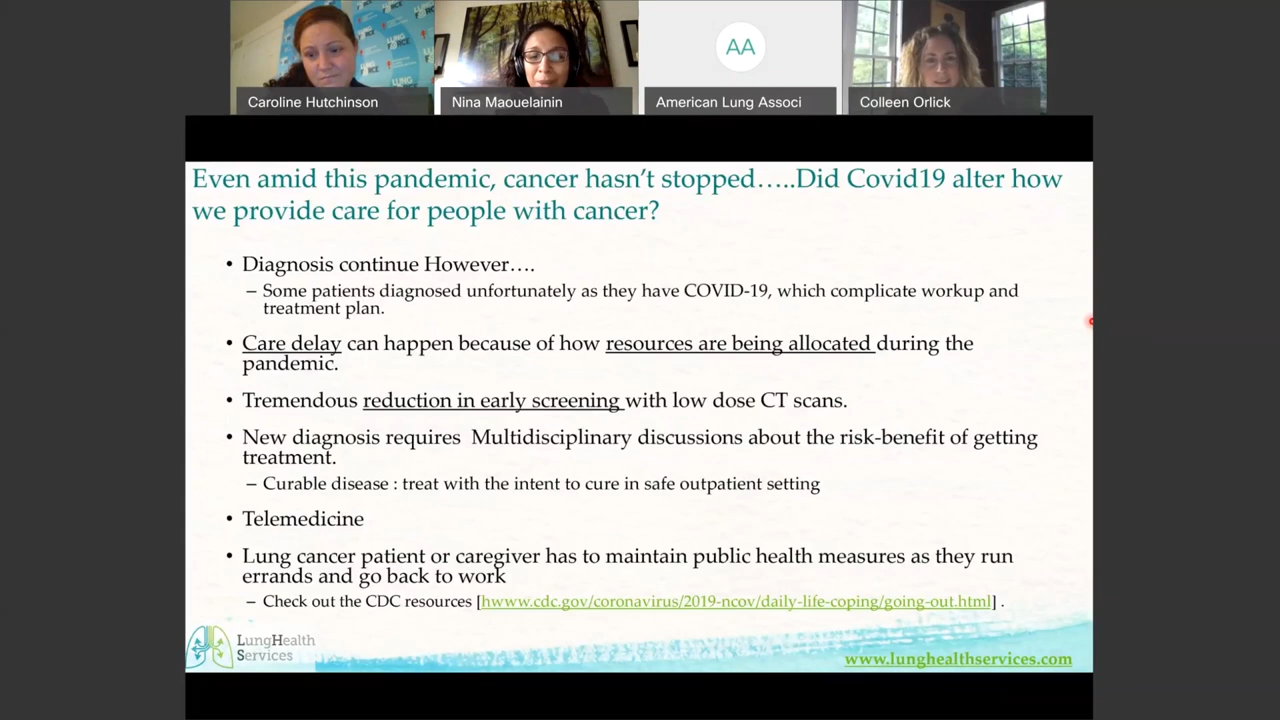 LUNG FORCE
AA
Caroline Hutchinson
Nina Maouelainin
American Lung Associ
Colleen Orlick
Even amid this pandemic, cancer hasn't stopped…..Did Covid19 alter how
we provide care for people with cancer?
• Diagnosis continue However….
– Some patients diagnosed unfortunately as they have COVID-19, which complicate workup and
treatment plan.
• Care delay can happen because of how resources are being allocated during the
pandemic.
• Tremendous reduction in early screening with low dose CT scans.
• New diagnosis requires Multidisciplinary discussions about the risk-benefit of getting
treatment.
– Curable disease : treat with the intent to cure in safe outpatient setting
• Telemedicine
• Lung cancer patient or caregiver has to maintain public health measures as they run
errands and go back to work
– Check out the CDC resources [hwww.cdc.gov/coronavirus/2019-ncov/daily-life-coping/going-out.html] .
LungHealth
Services
www.lunghealthservices.com